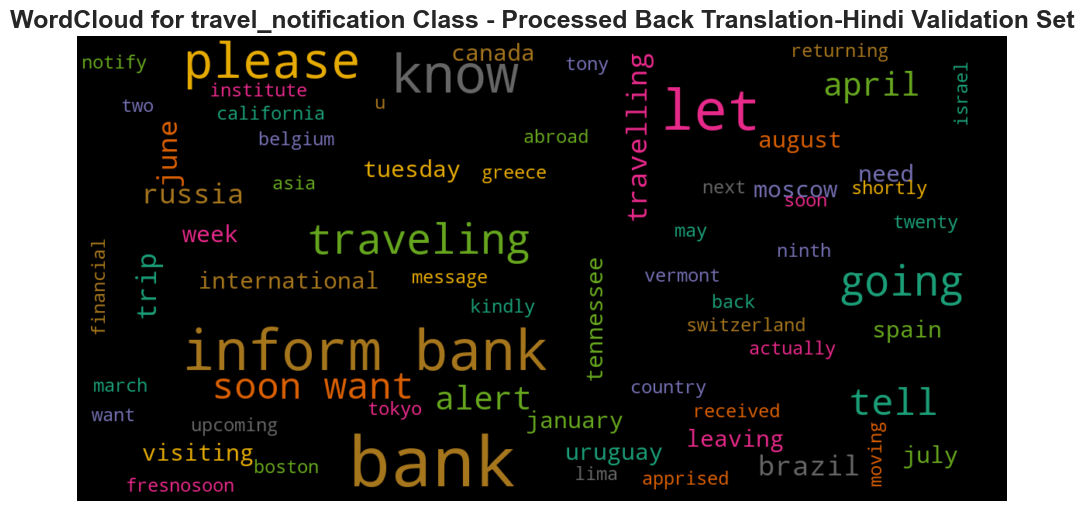 WordCloud for travel_notification Class - Processed Back Translation-Hindi Validation Set
notify
please
know
canada
tony
travelling
let
returning
april
israel
two
institute
california
u
june
belgium
abroad
august
russia
asia
tuesday
greece
next
moscow
need
shortly
soon
week
traveling
may
twenty
ninth
financial
trip
international
message
kindly
tennessee
vermont
back
going
switzerland
spain
actually
inform bank
march
soon want
alert
tokyo
country
received
tell
want
upcoming
january
visiting
boston
bank
uruguay
leaving
lima
apprised
brazil
moving
july
fresnosoon